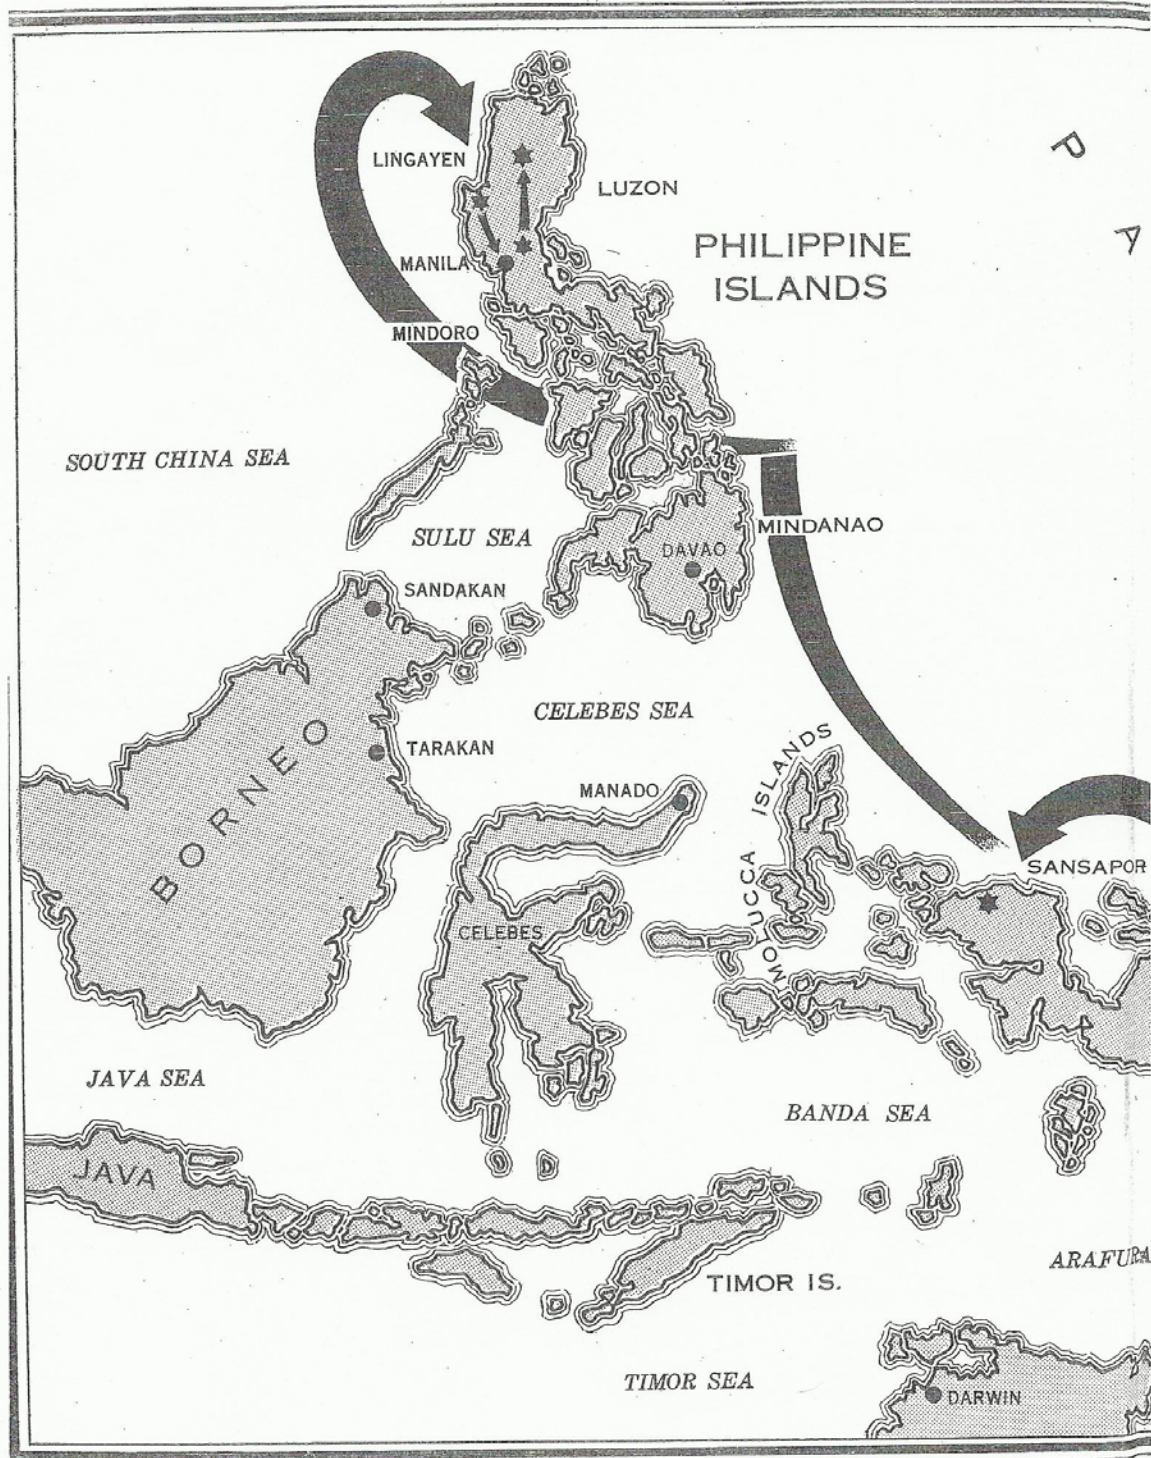 P
A
LINGAYEN
LUZON
PHILIPPINE
ISLANDS
MANILA
MINDORO
SOUTH CHINA SEA
SULU SEA
MINDANAO
DAVAO
SANDAKAN
CELEBES SEA
BORNEO
TARAKAN
MANADO
MOLUCCA ISLANDS
SANSAPOR
CELEBES
JAVA SEA
BANDA SEA
JAVA
ARAFURA
TIMOR IS.
TIMOR SEA
DARWIN